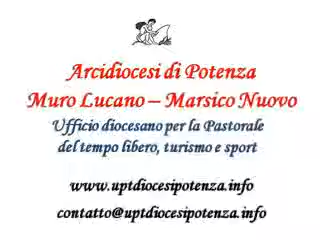 Arcidiocesi di Potenza
Muro Lucano – Marsico Nuovo
Ufficio diocesano per la Pastorale
del tempo libero, turismo e sport
www.uptdiocesipotenza.info
contatto@uptdiocesipotenza.info